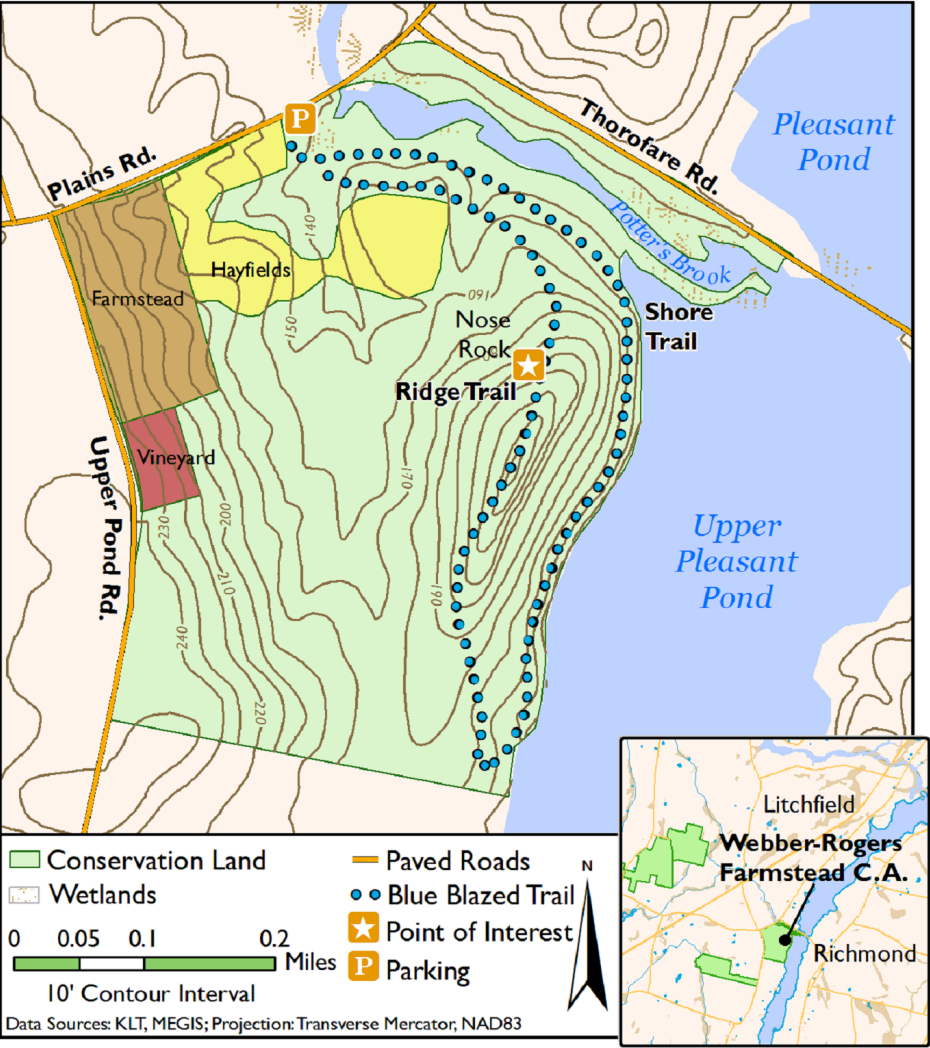 P
Plains Rd.
Thorofare Rd.
Pleasant
Pond
Potter's Brook
140
Hayfields
Farmstead
150
160
Nose
Rock
Shore
Trail
Ridge Trail
Vineyard
170
Upper Pond Rd.
230
200
210
190
240
220
Upper
Pleasant
Pond
Litchfield
Webber-Rogers
Farmstead C.A.
Richmond
Conservation Land
Wetlands
0 0.05 0.1 0.2
Miles
10' Contour Interval
Paved Roads
Blue Blazed Trail
Point of Interest
P Parking
N
Data Sources: KLT, MEGIS; Projection: Transverse Mercator, NAD83